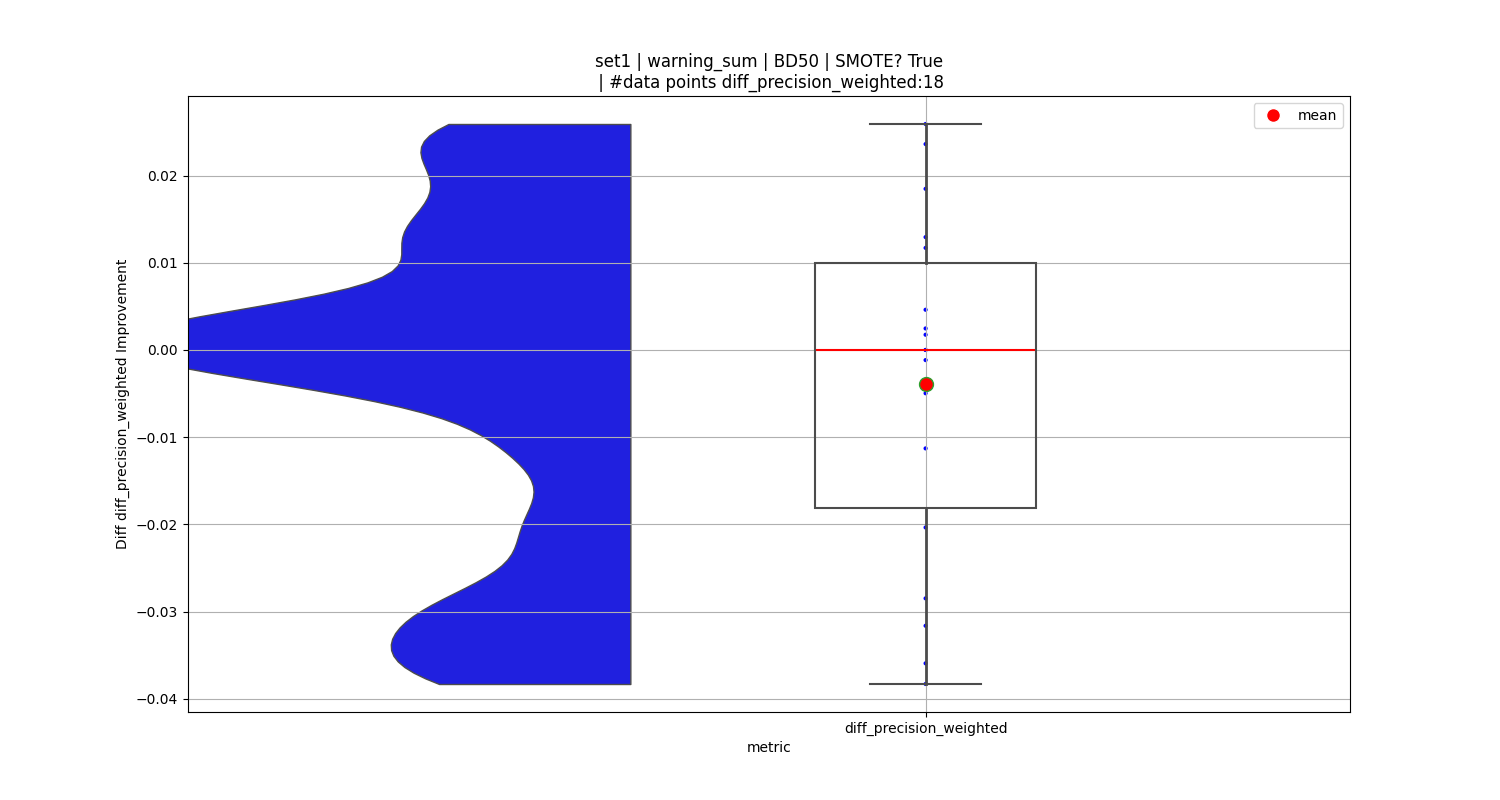 set1 | warning_sum | BD50 | SMOTE? True
| #data points diff_precision_weighted:18
mean
Diff diff_precision_weighted Improvement
0.02
0.01
0.00
−0.01
−0.02
−0.03
−0.04
diff_precision_weighted
metric